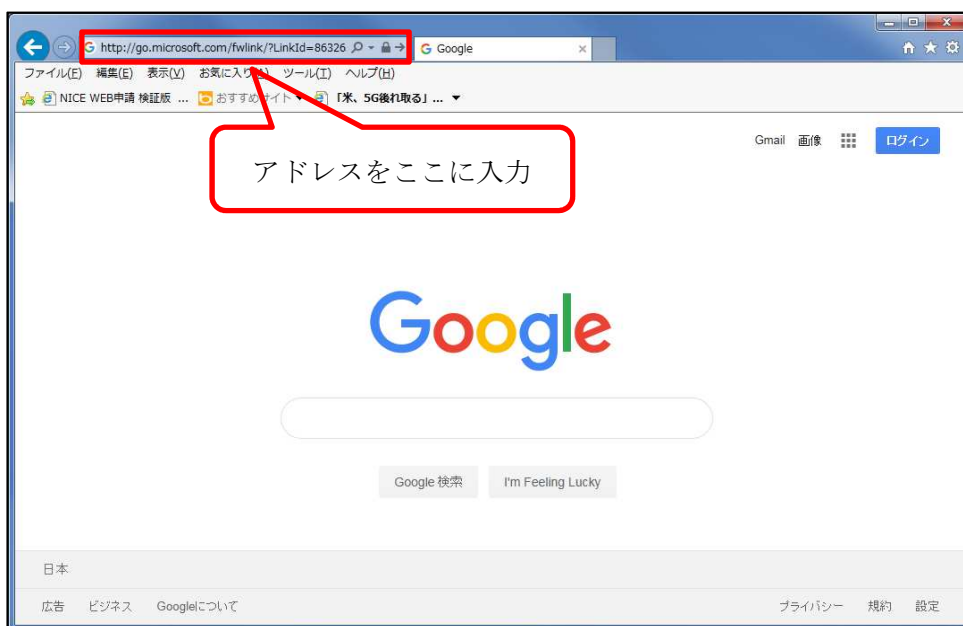 http://go.microsoft.com/fwlink/?LinkId=86326 Google
ファイル(F) 編集(E) 表示(V) お気に入り ツール(T) ヘルプ(H)
NICE WEB申請 検証版 ... おすすめサイト 「米、5G後れ取る」...
アドレスをここに入力
Gmail 画像 ログイン
Google
Google 検索 I'm Feeling Lucky
日本
広告 ビジネス Googleについて プライバシー 規約 設定